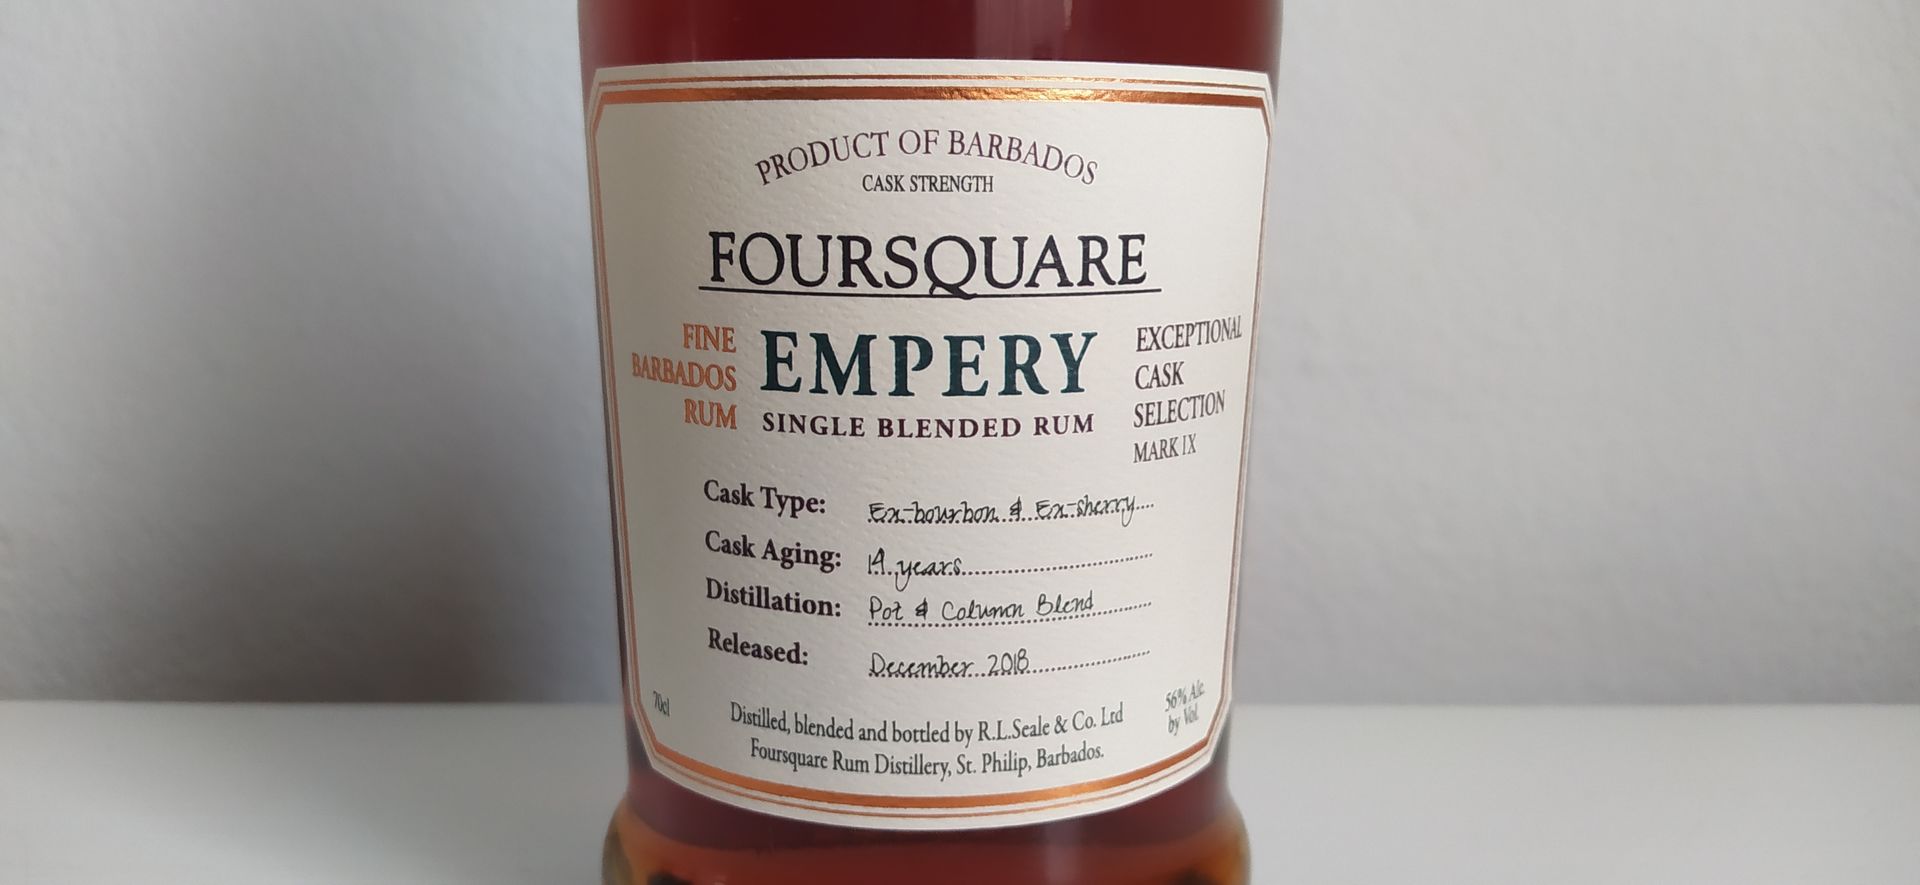 PRODUCT OF BARBADOS
CASK STRENGTH
FOURSQUARE
FINE
BARBADOS
RUM
EMPERY
SINGLE BLENDED RUM
EXCEPTIONAL
CASK
SELECTION
MARK IX
Cask Type: Ex-bourbon & Ex-sherry
Cask Aging: 14 years
Distillation: Pot & Column Blend
Released: December 2018
70cl
56% Alc.
by Vol.
Distilled, blended and bottled by R.L.Seale & Co. Ltd
Foursquare Rum Distillery, St. Philip, Barbados.